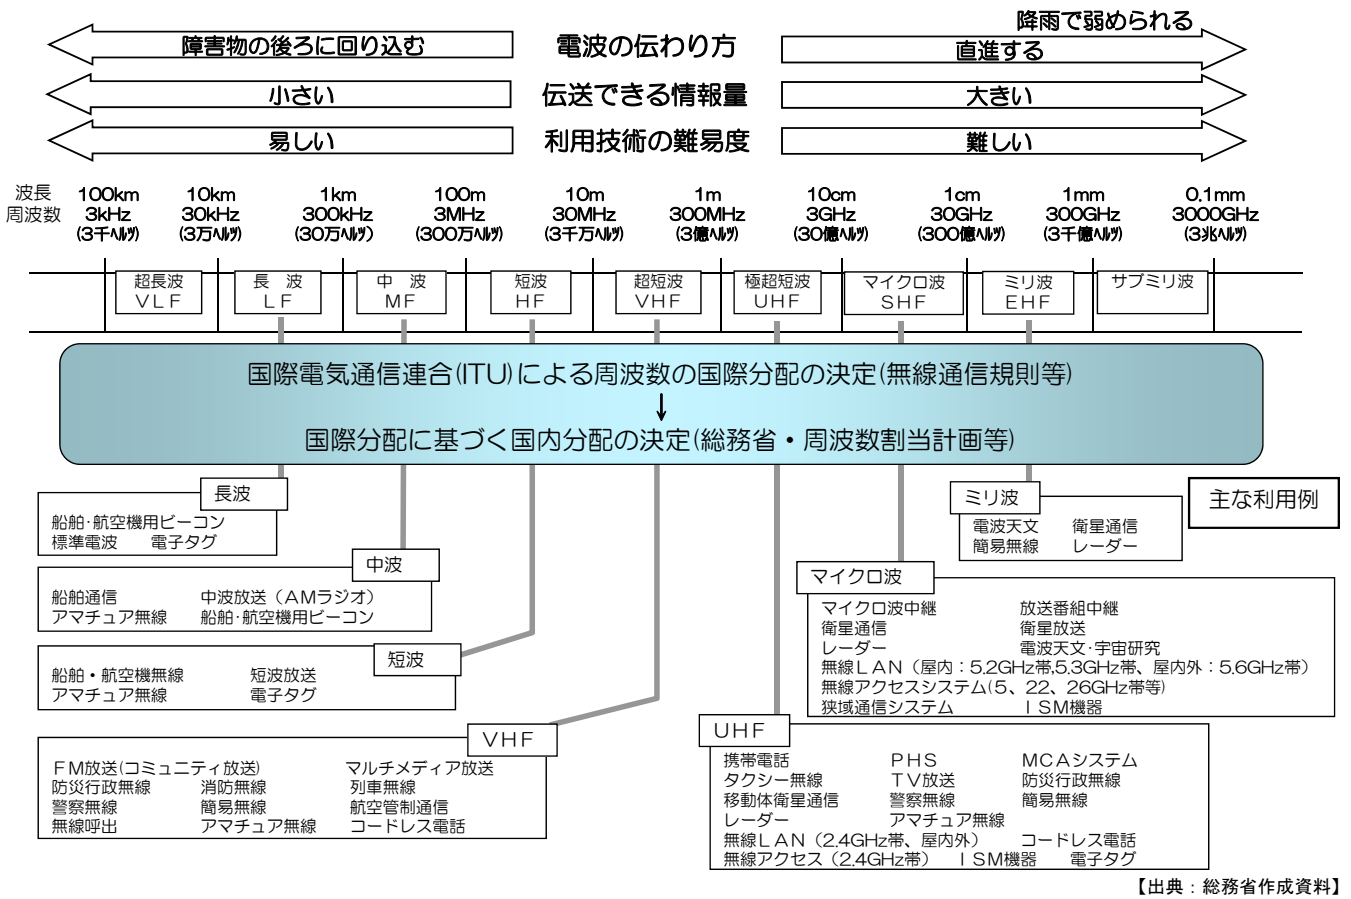 降雨で弱められる
障害物の後ろに回り込む 電波の伝わり方 直進する
小さい 伝送できる情報量 大きい
易しい 利用技術の難易度 難しい
波長 100km 10km 1km 100m 10m 1m 10cm 1cm 1mm 0.1mm
周波数 3kHz 30kHz 300kHz 3MHz 30MHz 300MHz 3GHz 30GHz 300GHz 3000GHz
(3千ﾍﾙﾂ) (3万ﾍﾙﾂ) (30万ﾍﾙﾂ) (300万ﾍﾙﾂ) (3千万ﾍﾙﾂ) (3億ﾍﾙﾂ) (30億ﾍﾙﾂ) (300億ﾍﾙﾂ) (3千億ﾍﾙﾂ) (3兆ﾍﾙﾂ)
超長波 長　波 中　波 短波 超短波 極超短波 マイクロ波 ミリ波 サブミリ波
ＶＬＦ ＬＦ ＭＦ ＨＦ ＶＨＦ ＵＨＦ ＳＨＦ ＥＨＦ
国際電気通信連合(ITU)による周波数の国際分配の決定(無線通信規則等)
↓
国際分配に基づく国内分配の決定(総務省・周波数割当計画等)
長波
船舶･航空機用ビーコン
標準電波　電子タグ
中波
船舶通信　中波放送（ＡＭラジオ）
アマチュア無線　船舶･航空機用ビーコン
短波
船舶・航空機無線　短波放送
アマチュア無線　電子タグ
ＶＨＦ
ＦＭ放送(コミュニティ放送)　マルチメディア放送
防災行政無線　消防無線　列車無線
警察無線　簡易無線　航空管制通信
無線呼出　アマチュア無線　コードレス電話
主な利用例
ミリ波
電波天文　衛星通信
簡易無線　レーダー
マイクロ波
マイクロ波中継　放送番組中継
衛星通信　衛星放送
レーダー　電波天文･宇宙研究
無線ＬＡＮ（屋内：5.2GHz帯,5.3GHz帯、屋内外：5.6GHz帯）
無線アクセスシステム(5、22、26GHz帯等)
狭域通信システム　ＩＳＭ機器
ＵＨＦ
携帯電話　ＰＨＳ　ＭＣＡシステム
タクシー無線　ＴＶ放送　防災行政無線
移動体衛星通信　警察無線　簡易無線
レーダー　アマチュア無線
無線ＬＡＮ（2.4GHz帯、屋内外）　コードレス電話
無線アクセス（2.4GHz帯）　ＩＳＭ機器　電子タグ
【出典：総務省作成資料】